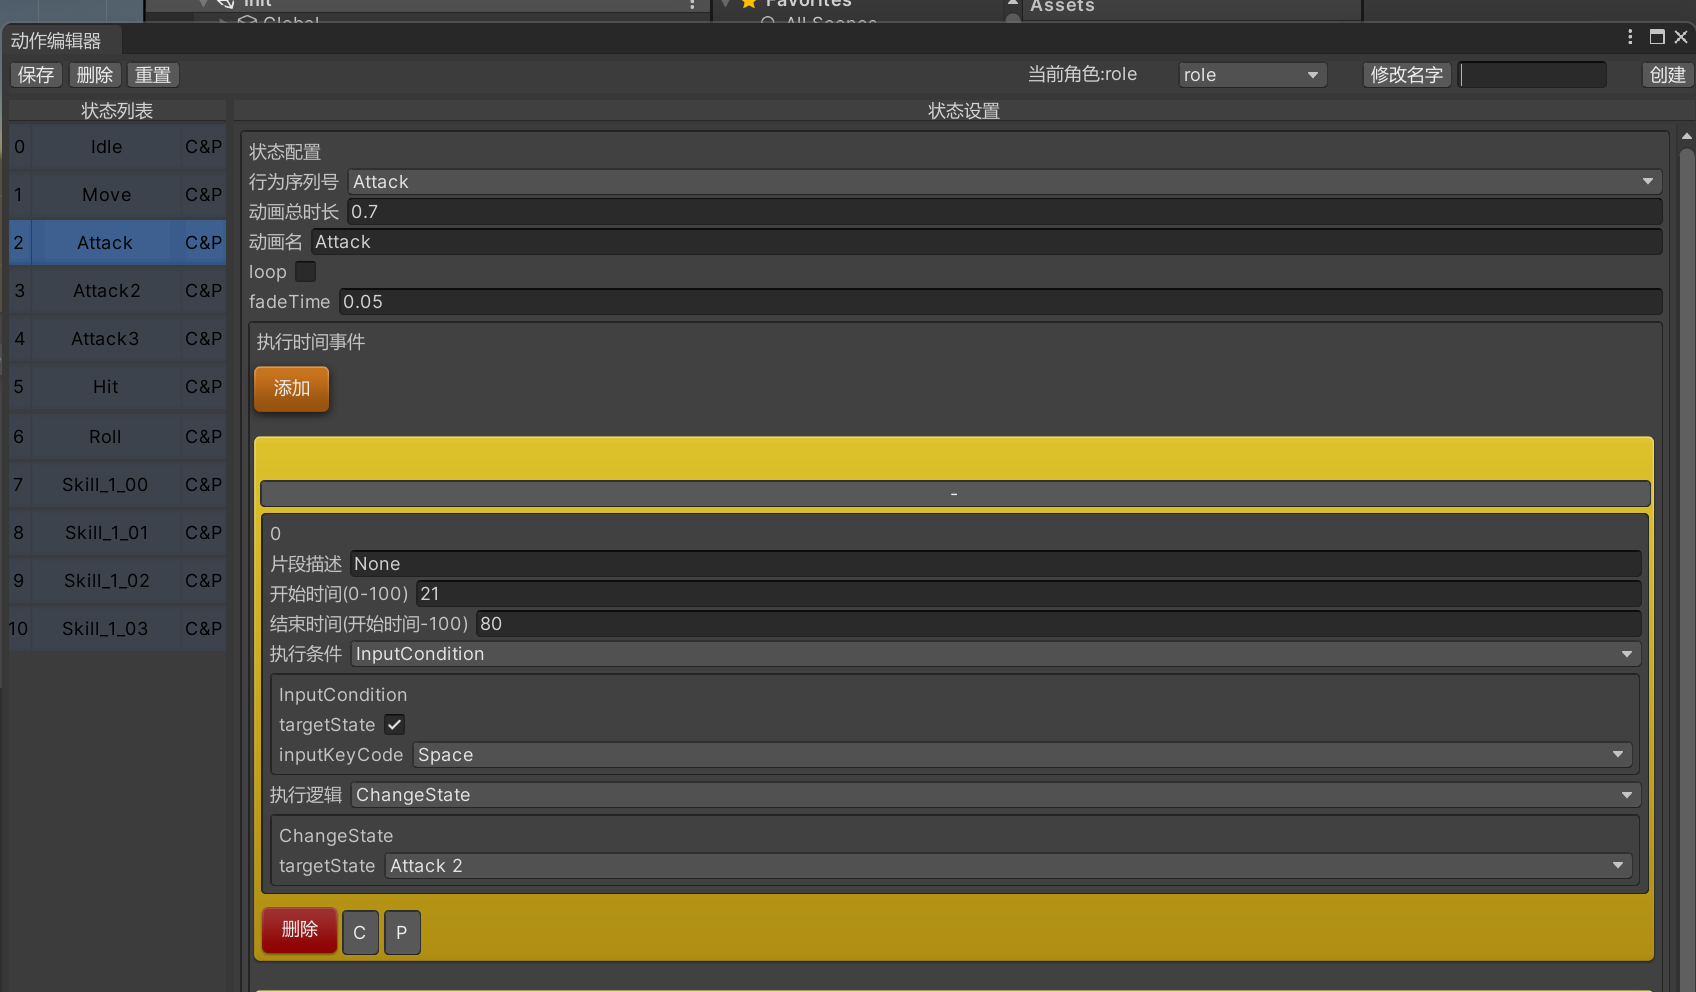 Init
Favorites
Assets
Global
All Scenes
动作编辑器
保存 删除 重置 当前角色:role role 修改名字 创建
状态列表 状态设置
0 Idle C&P
1 Move C&P
2 Attack C&P
3 Attack2 C&P
4 Attack3 C&P
5 Hit C&P
6 Roll C&P
7 Skill_1_00 C&P
8 Skill_1_01 C&P
9 Skill_1_02 C&P
10 Skill_1_03 C&P
状态配置
行为序列号 Attack
动画总时长 0.7
动画名 Attack
loop
fadeTime 0.05
执行时间事件
添加
-
0
片段描述 None
开始时间(0-100) 21
结束时间(开始时间-100) 80
执行条件 InputCondition
InputCondition
targetState
inputKeyCode Space
执行逻辑 ChangeState
ChangeState
targetState Attack 2
删除 C P